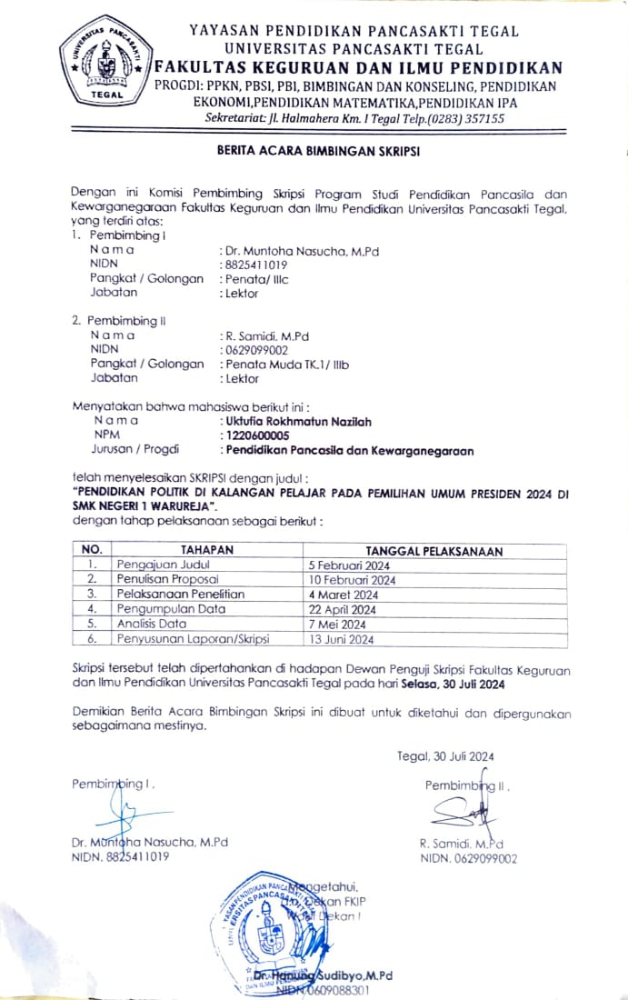 YAYASAN PENDIDIKAN PANCASAKTI TEGAL
UNIVERSITAS PANCASAKTI TEGAL
FAKULTAS KEGURUAN DAN ILMU PENDIDIKAN
PROGDI: PPKN, PBSI, PBI, BIMBINGAN DAN KONSELING, PENDIDIKAN
EKONOMI,PENDIDIKAN MATEMATIKA,PENDIDIKAN IPA
Sekretariat: Jl. Halmahera Km. I Tegal Telp.(0283) 357155
UNIVERSITAS PANCASAKTI
TEGAL
BERITA ACARA BIMBINGAN SKRIPSI
Dengan ini Komisi Pembimbing Skripsi Program Studi Pendidikan Pancasila dan
Kewarganegaraan Fakultas Keguruan dan Ilmu Pendidikan Universitas Pancasakti Tegal,
yang terdiri atas:
1. Pembimbing I
N a m a : Dr. Muntoha Nasucha, M.Pd
NIDN : 8825411019
Pangkat / Golongan : Penata/ IIIc
Jabatan : Lektor
2. Pembimbing II
N a m a : R. Samidi, M.Pd
NIDN : 0629099002
Pangkat / Golongan : Penata Muda TK.1/ IIIb
Jabatan : Lektor
Menyatakan bahwa mahasiswa berikut ini :
N a m a : Uktufia Rokhmatun Nazilah
NPM : 1220600005
Jurusan / Progdi : Pendidikan Pancasila dan Kewarganegaraan
telah menyelesaikan SKRIPSI dengan judul :
"PENDIDIKAN POLITIK DI KALANGAN PELAJAR PADA PEMILIHAN UMUM PRESIDEN 2024 DI
SMK NEGERI 1 WARUREJA".
dengan tahap pelaksanaan sebagai berikut :
NO. TAHAPAN TANGGAL PELAKSANAAN
1. Pengajuan Judul 5 Februari 2024
2. Penulisan Proposal 10 Februari 2024
3. Pelaksanaan Penelitian 4 Maret 2024
4. Pengumpulan Data 22 April 2024
5. Analisis Data 7 Mei 2024
6. Penyusunan Laporan/Skripsi 13 Juni 2024
Skripsi tersebut telah dipertahankan di hadapan Dewan Penguji Skripsi Fakultas Keguruan
dan Ilmu Pendidikan Universitas Pancasakti Tegal pada hari Selasa, 30 Juli 2024
Demikian Berita Acara Bimbingan Skripsi ini dibuat untuk diketahui dan dipergunakan
sebagaimana mestinya.
Tegal, 30 Juli 2024
Pembimbing I , Pembimbing II ,
Dr. Muntoha Nasucha, M.Pd R. Samidi, M.Pd
NIDN. 8825411019 NIDN. 0629099002
Mengetahui,
Dekan FKIP
Wakil Dekan I
Dr. Hanung Sudibyo,M.Pd
NIDN 0609088301